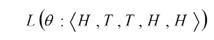 L(θ : ⟨H , T , T , H , H⟩)